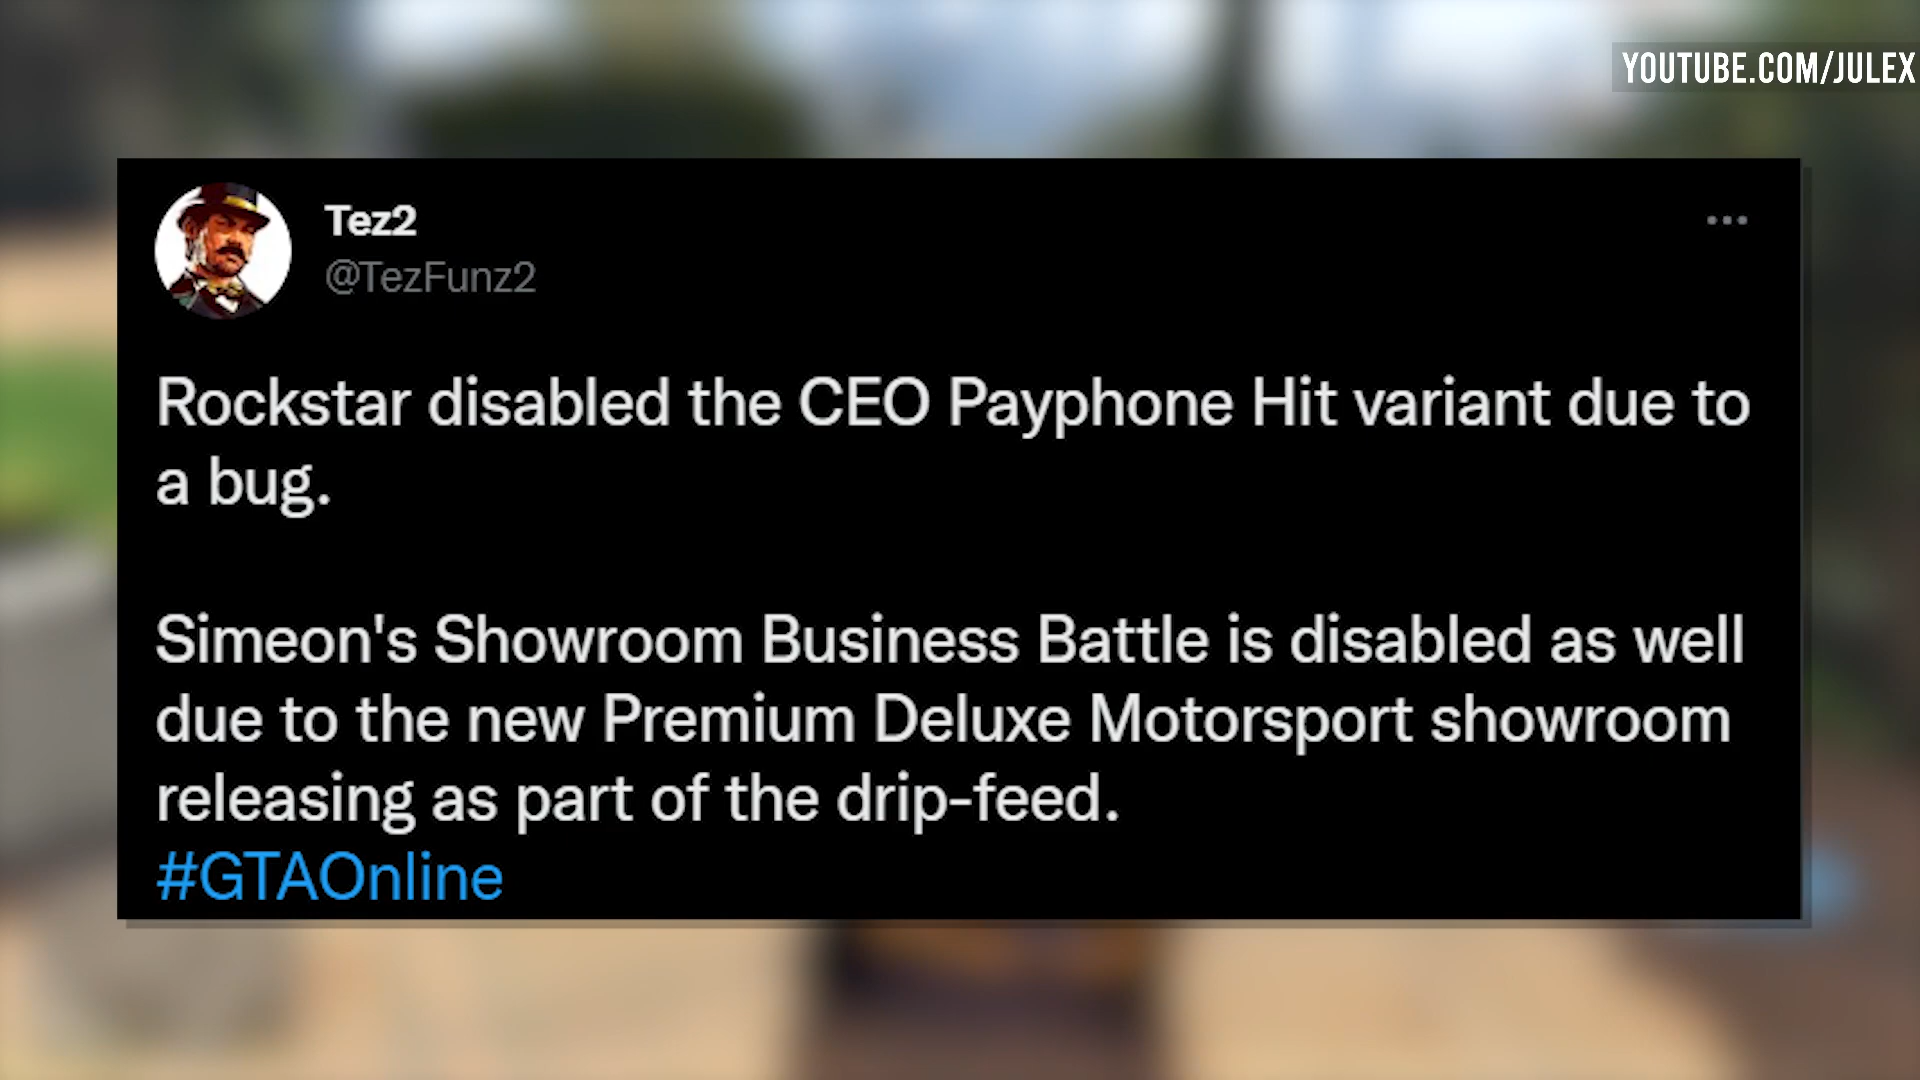 YOUTUBE.COM/JULEX
Tez2
@TezFunz2
Rockstar disabled the CEO Payphone Hit variant due to
a bug.
Simeon's Showroom Business Battle is disabled as well
due to the new Premium Deluxe Motorsport showroom
releasing as part of the drip-feed.
#GTAOnline